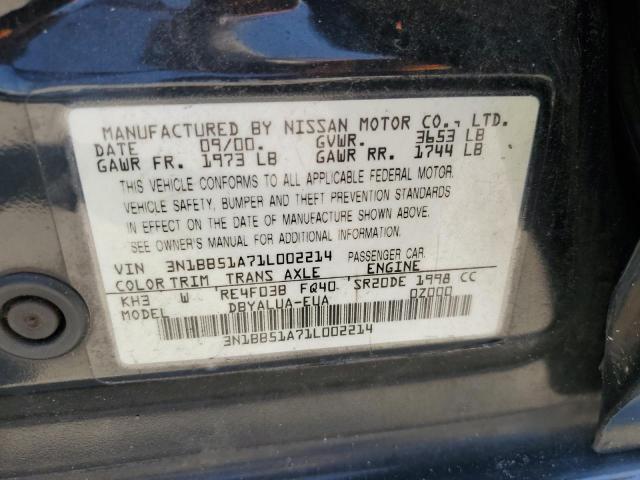 MANUFACTURED BY NISSAN MOTOR CO., LTD.
DATE 09/00. GVWR. 3653 LB
GAWR FR. 1973 LB GAWR RR. 1744 LB
THIS VEHICLE CONFORMS TO ALL APPLICABLE FEDERAL MOTOR
VEHICLE SAFETY, BUMPER AND THEFT PREVENTION STANDARDS
IN EFFECT ON THE DATE OF MANUFACTURE SHOWN ABOVE.
SEE OWNER'S MANUAL FOR ADDITIONAL INFORMATION.
VIN 3N1BB51A71L002214 PASSENGER CAR.
COLOR TRIM TRANS AXLE ENGINE
KH3 W RE4F03B FQ40 SR20DE 1998 CC
MODEL DBYALUA-EUA 0Z000
3N1BB51A71L002214